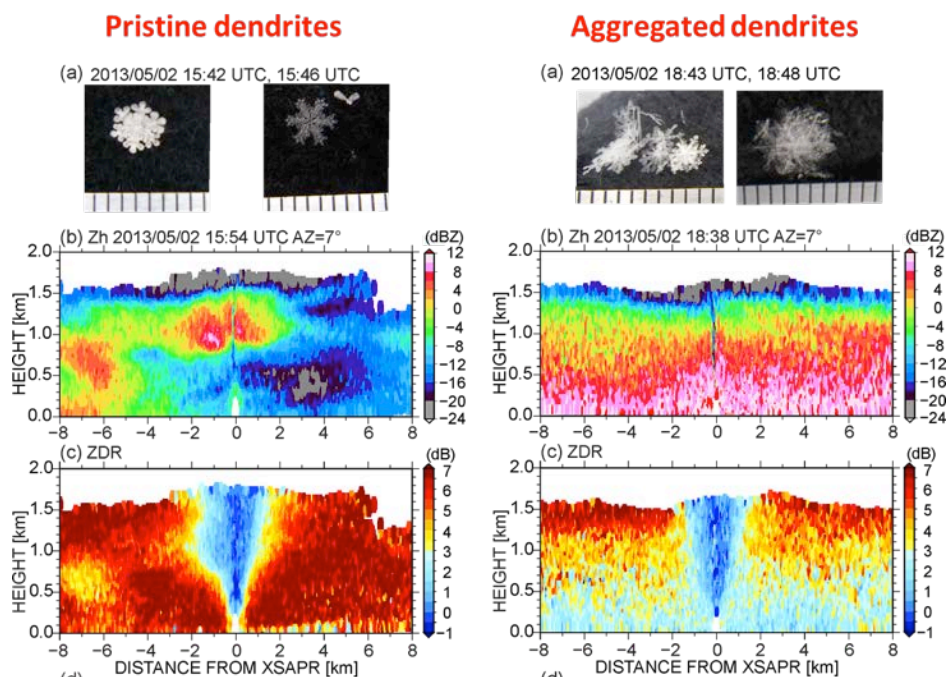 Pristine dendrites
(a) 2013/05/02 15:42 UTC, 15:46 UTC
(b) Zh 2013/05/02 15:54 UTC AZ=7°
(dBZ)
HEIGHT [km]
2.0
1.5
1.0
0.5
0.0
−8 −6 −4 −2 0 2 4 6 8
12
8
4
0
−4
−8
−12
−16
−20
−24
(c) ZDR
(dB)
HEIGHT [km]
2.0
1.5
1.0
0.5
0.0
−8 −6 −4 −2 0 2 4 6 8
7
6
5
4
3
2
1
0
−1
DISTANCE FROM XSAPR [km]
(d)
Aggregated dendrites
(a) 2013/05/02 18:43 UTC, 18:48 UTC
(b) Zh 2013/05/02 18:38 UTC AZ=7°
(dBZ)
HEIGHT [km]
2.0
1.5
1.0
0.5
0.0
−8 −6 −4 −2 0 2 4 6 8
12
8
4
0
−4
−8
−12
−16
−20
−24
(c) ZDR
(dB)
HEIGHT [km]
2.0
1.5
1.0
0.5
0.0
−8 −6 −4 −2 0 2 4 6 8
7
6
5
4
3
2
1
0
−1
DISTANCE FROM XSAPR [km]
(d)